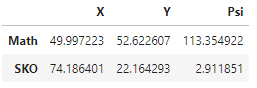 X Y Psi
Math 49.997223 52.622607 113.354922
SKO 74.186401 22.164293 2.911851